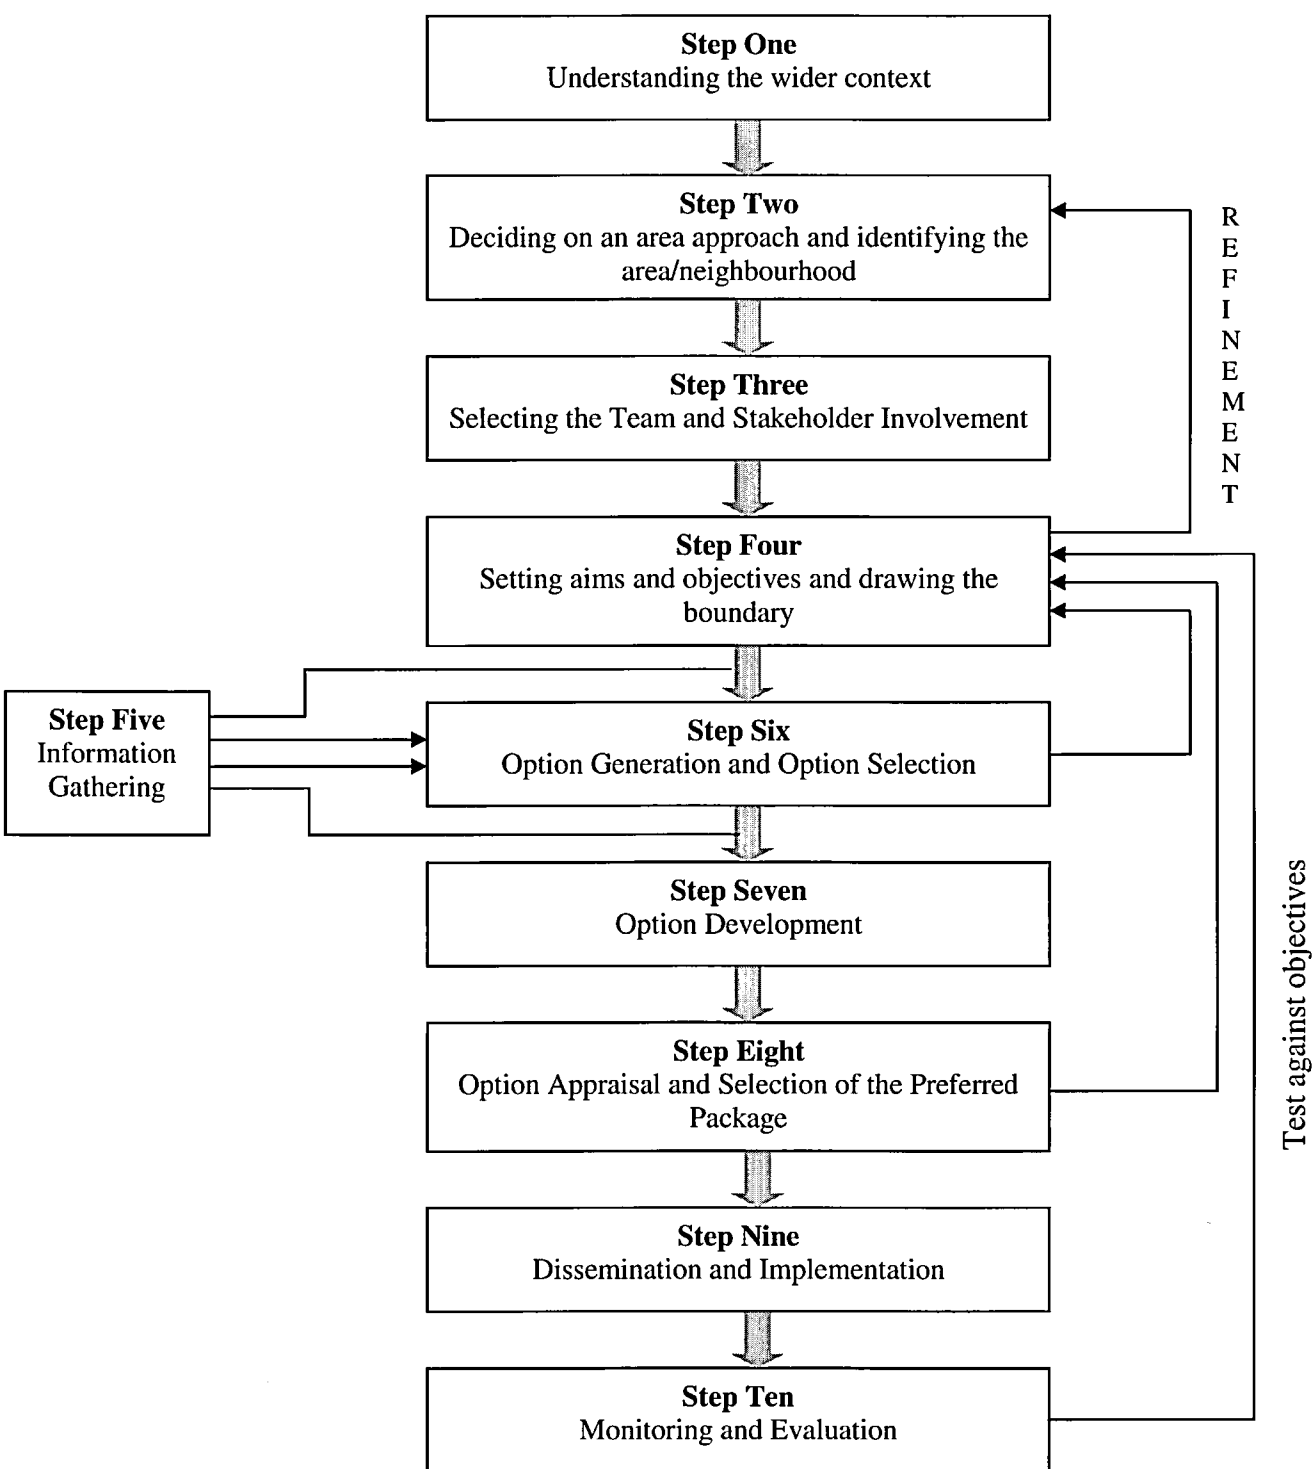 Step One
Understanding the wider context
Step Two
Deciding on an area approach and identifying the
area/neighbourhood
REFINEMENT
Step Three
Selecting the Team and Stakeholder Involvement
Step Four
Setting aims and objectives and drawing the
boundary
Step Five
Information
Gathering
Step Six
Option Generation and Option Selection
Step Seven
Option Development
Test against objectives
Step Eight
Option Appraisal and Selection of the Preferred
Package
Step Nine
Dissemination and Implementation
Step Ten
Monitoring and Evaluation